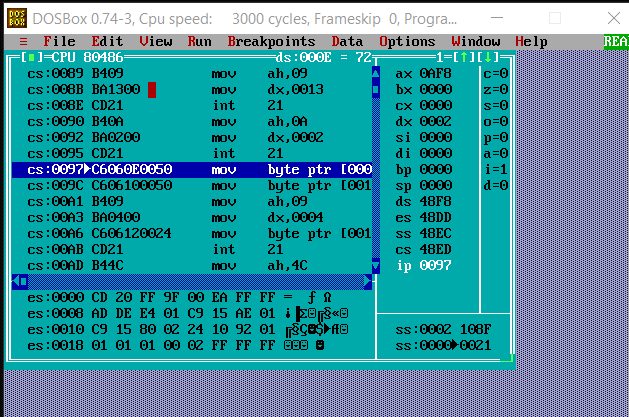 DOSBox 0.74-3, Cpu speed: 3000 cycles, Frameskip 0, Progra...
≡ File Edit View Run Breakpoints Data Options Window Help REA
[■]=CPU 80486 ds:000E = 72 1=[↑][↓]
cs:0089 B409 mov ah,09 ax 0AF8 c=0
cs:008B BA1300 mov dx,0013 bx 0000 z=0
cs:008E CD21 int 21 cx 0000 s=0
cs:0090 B40A mov ah,0A dx 0002 o=0
cs:0092 BA0200 mov dx,0002 si 0000 p=0
cs:0095 CD21 int 21 di 0000 a=0
cs:0097►C6060E0050 mov byte ptr [000 bp 0000 i=1
cs:009C C606100050 mov byte ptr [001 sp 0000 d=0
cs:00A1 B409 mov ah,09 ds 48F8
cs:00A3 BA0400 mov dx,0004 es 48DD
cs:00A6 C606120024 mov byte ptr [001 ss 48EC
cs:00AB CD21 int 21 cs 48ED
cs:00AD B44C mov ah,4C ip 0097
es:0000 CD 20 FF 9F 00 EA FF FF = ƒ Ω
es:0008 AD DE E4 01 C9 15 AE 01 ¡▐Σ☺╔§«☺
es:0010 C9 15 80 02 24 10 92 01 ╔§Ç☻$►Æ☺ ss:0002 108F
es:0018 01 01 01 00 02 FF FF FF ☺☺☺ ☻ ss:0000►0021